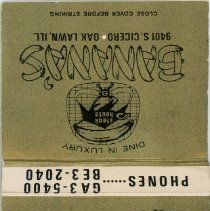 PHONES......BE3-2040
GA3-5400
DINE IN LUXURY
steak
house
BANANA'S
9401 S. CICERO • OAK LAWN, ILL.
CLOSE COVER BEFORE STRIKING